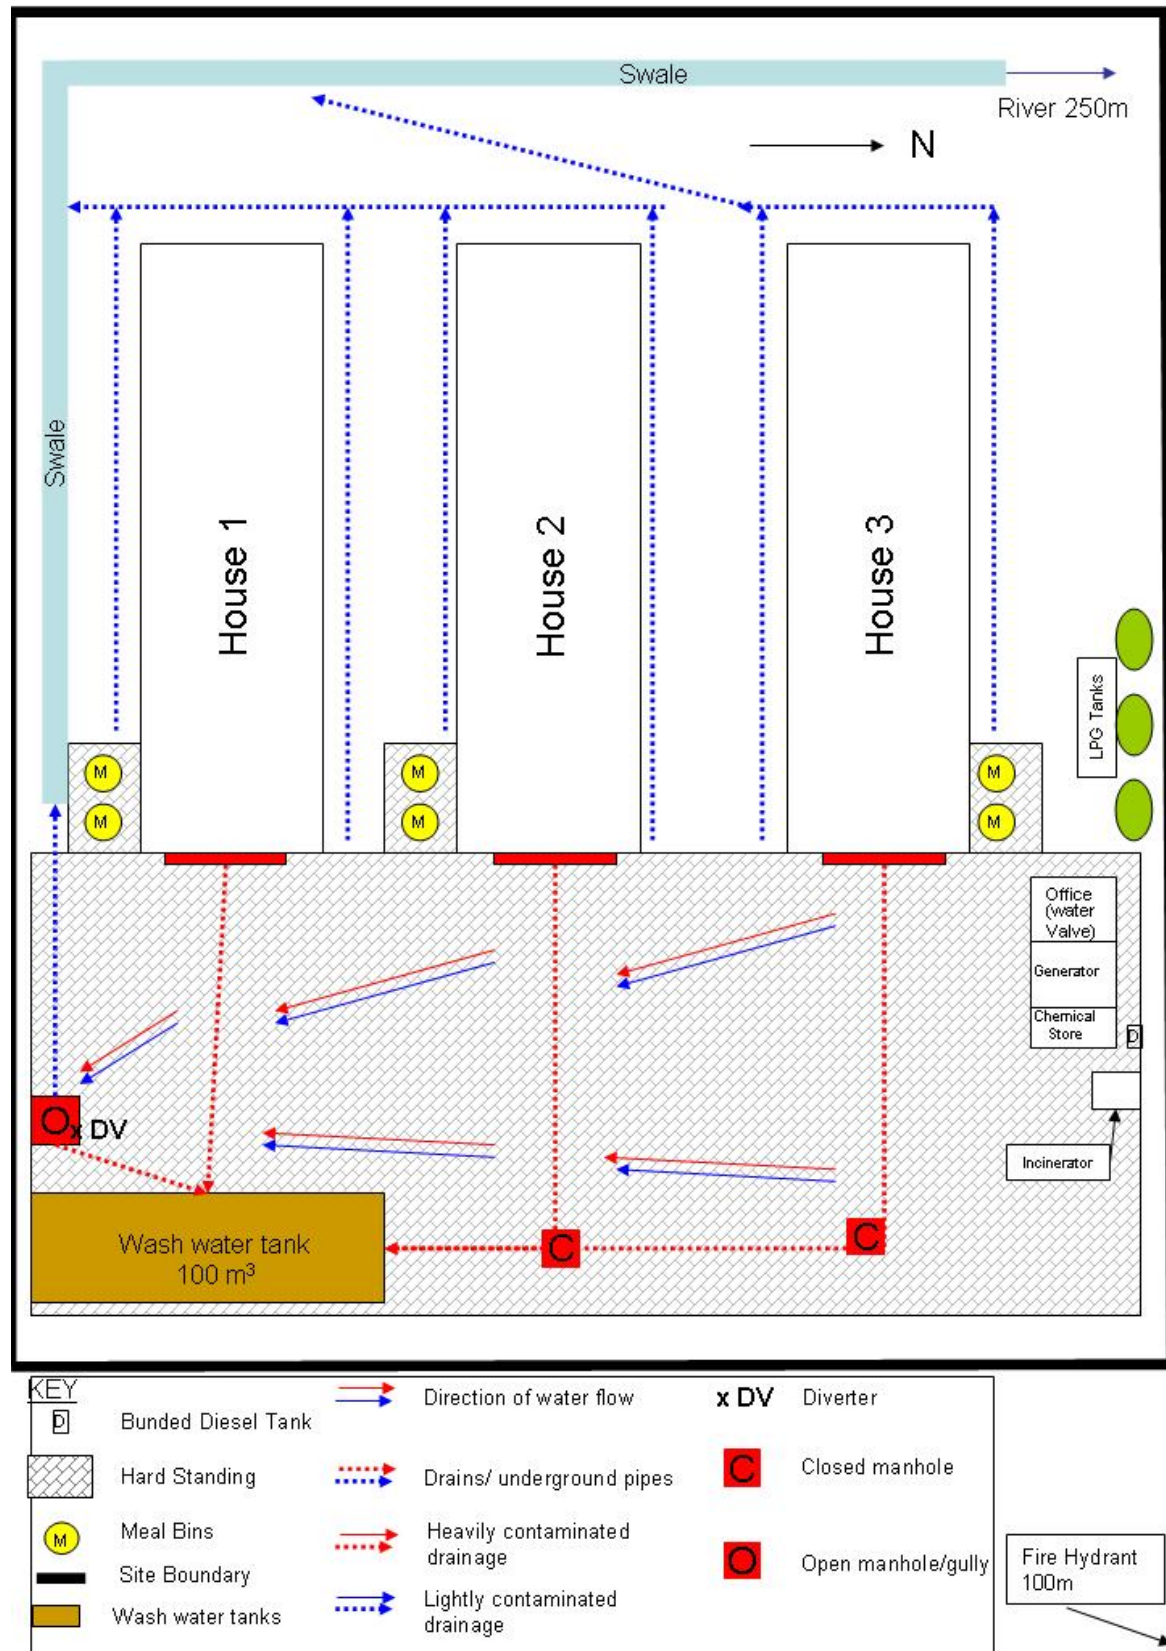 Swale
River 250m
N
Swale
House 1
House 2
House 3
LPG Tanks
M
M
M
M
M
M
Office
(water
Valve)
Generator
Chemical
Store
D
O
x DV
Incinerator
Wash water tank
100 m³
C
C
KEY
D
Bunded Diesel Tank
Hard Standing
M
Meal Bins
Site Boundary
Wash water tanks
Direction of water flow
Drains/ underground pipes
Heavily contaminated
drainage
Lightly contaminated
drainage
x DV
Diverter
C
Closed manhole
O
Open manhole/gully
Fire Hydrant
100m